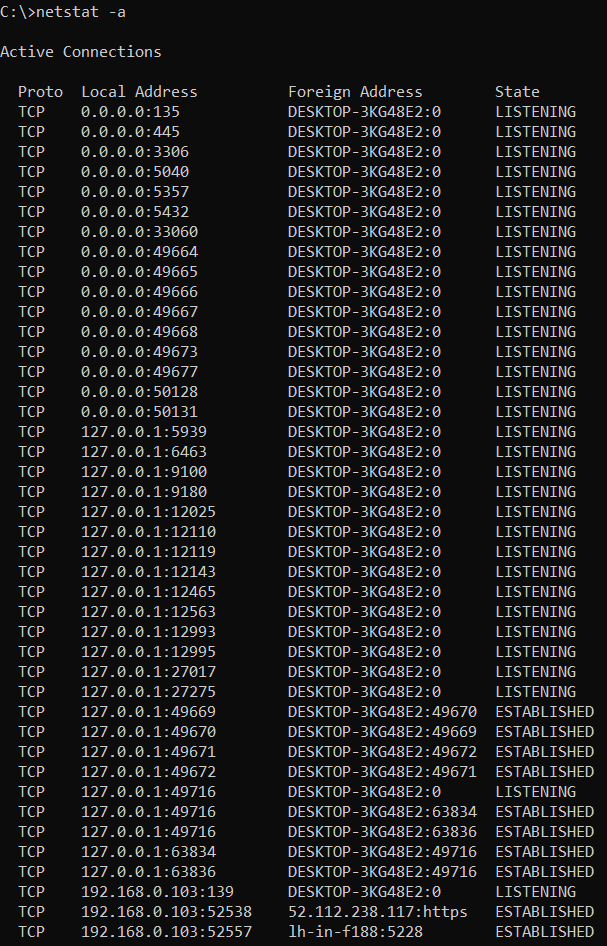 C:\>netstat -a
Active Connections
Proto  Local Address          Foreign Address        State
TCP    0.0.0.0:135            DESKTOP-3KG48E2:0      LISTENING
TCP    0.0.0.0:445            DESKTOP-3KG48E2:0      LISTENING
TCP    0.0.0.0:3306           DESKTOP-3KG48E2:0      LISTENING
TCP    0.0.0.0:5040           DESKTOP-3KG48E2:0      LISTENING
TCP    0.0.0.0:5357           DESKTOP-3KG48E2:0      LISTENING
TCP    0.0.0.0:5432           DESKTOP-3KG48E2:0      LISTENING
TCP    0.0.0.0:33060          DESKTOP-3KG48E2:0      LISTENING
TCP    0.0.0.0:49664          DESKTOP-3KG48E2:0      LISTENING
TCP    0.0.0.0:49665          DESKTOP-3KG48E2:0      LISTENING
TCP    0.0.0.0:49666          DESKTOP-3KG48E2:0      LISTENING
TCP    0.0.0.0:49667          DESKTOP-3KG48E2:0      LISTENING
TCP    0.0.0.0:49668          DESKTOP-3KG48E2:0      LISTENING
TCP    0.0.0.0:49673          DESKTOP-3KG48E2:0      LISTENING
TCP    0.0.0.0:49677          DESKTOP-3KG48E2:0      LISTENING
TCP    0.0.0.0:50128          DESKTOP-3KG48E2:0      LISTENING
TCP    0.0.0.0:50131          DESKTOP-3KG48E2:0      LISTENING
TCP    127.0.0.1:5939         DESKTOP-3KG48E2:0      LISTENING
TCP    127.0.0.1:6463         DESKTOP-3KG48E2:0      LISTENING
TCP    127.0.0.1:9100         DESKTOP-3KG48E2:0      LISTENING
TCP    127.0.0.1:9180         DESKTOP-3KG48E2:0      LISTENING
TCP    127.0.0.1:12025        DESKTOP-3KG48E2:0      LISTENING
TCP    127.0.0.1:12110        DESKTOP-3KG48E2:0      LISTENING
TCP    127.0.0.1:12119        DESKTOP-3KG48E2:0      LISTENING
TCP    127.0.0.1:12143        DESKTOP-3KG48E2:0      LISTENING
TCP    127.0.0.1:12465        DESKTOP-3KG48E2:0      LISTENING
TCP    127.0.0.1:12563        DESKTOP-3KG48E2:0      LISTENING
TCP    127.0.0.1:12993        DESKTOP-3KG48E2:0      LISTENING
TCP    127.0.0.1:12995        DESKTOP-3KG48E2:0      LISTENING
TCP    127.0.0.1:27017        DESKTOP-3KG48E2:0      LISTENING
TCP    127.0.0.1:27275        DESKTOP-3KG48E2:0      LISTENING
TCP    127.0.0.1:49669        DESKTOP-3KG48E2:49670  ESTABLISHED
TCP    127.0.0.1:49670        DESKTOP-3KG48E2:49669  ESTABLISHED
TCP    127.0.0.1:49671        DESKTOP-3KG48E2:49672  ESTABLISHED
TCP    127.0.0.1:49672        DESKTOP-3KG48E2:49671  ESTABLISHED
TCP    127.0.0.1:49716        DESKTOP-3KG48E2:0      LISTENING
TCP    127.0.0.1:49716        DESKTOP-3KG48E2:63834  ESTABLISHED
TCP    127.0.0.1:49716        DESKTOP-3KG48E2:63836  ESTABLISHED
TCP    127.0.0.1:63834        DESKTOP-3KG48E2:49716  ESTABLISHED
TCP    127.0.0.1:63836        DESKTOP-3KG48E2:49716  ESTABLISHED
TCP    192.168.0.103:139      DESKTOP-3KG48E2:0      LISTENING
TCP    192.168.0.103:52538    52.112.238.117:https   ESTABLISHED
TCP    192.168.0.103:52557    lh-in-f188:5228        ESTABLISHED